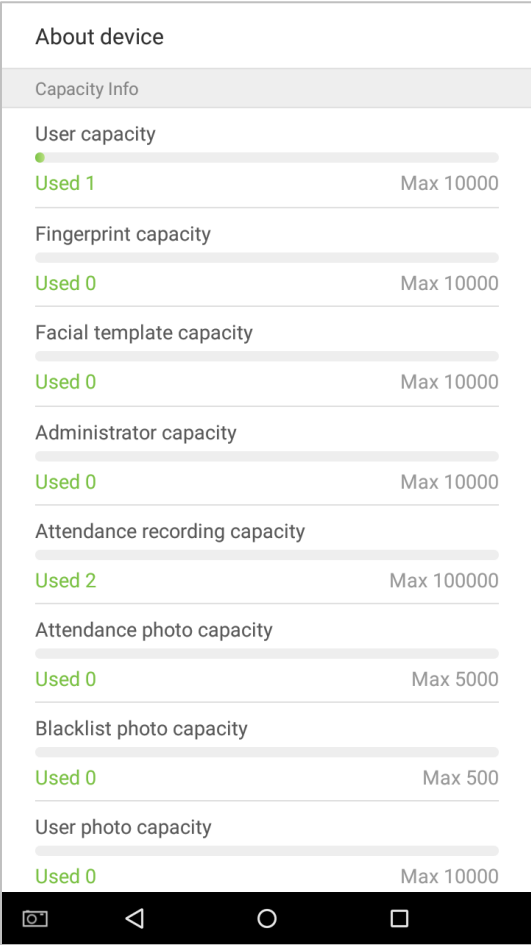 About device
Capacity Info
User capacity
Used 1 Max 10000
Fingerprint capacity
Used 0 Max 10000
Facial template capacity
Used 0 Max 10000
Administrator capacity
Used 0 Max 10000
Attendance recording capacity
Used 2 Max 100000
Attendance photo capacity
Used 0 Max 5000
Blacklist photo capacity
Used 0 Max 500
User photo capacity
Used 0 Max 10000